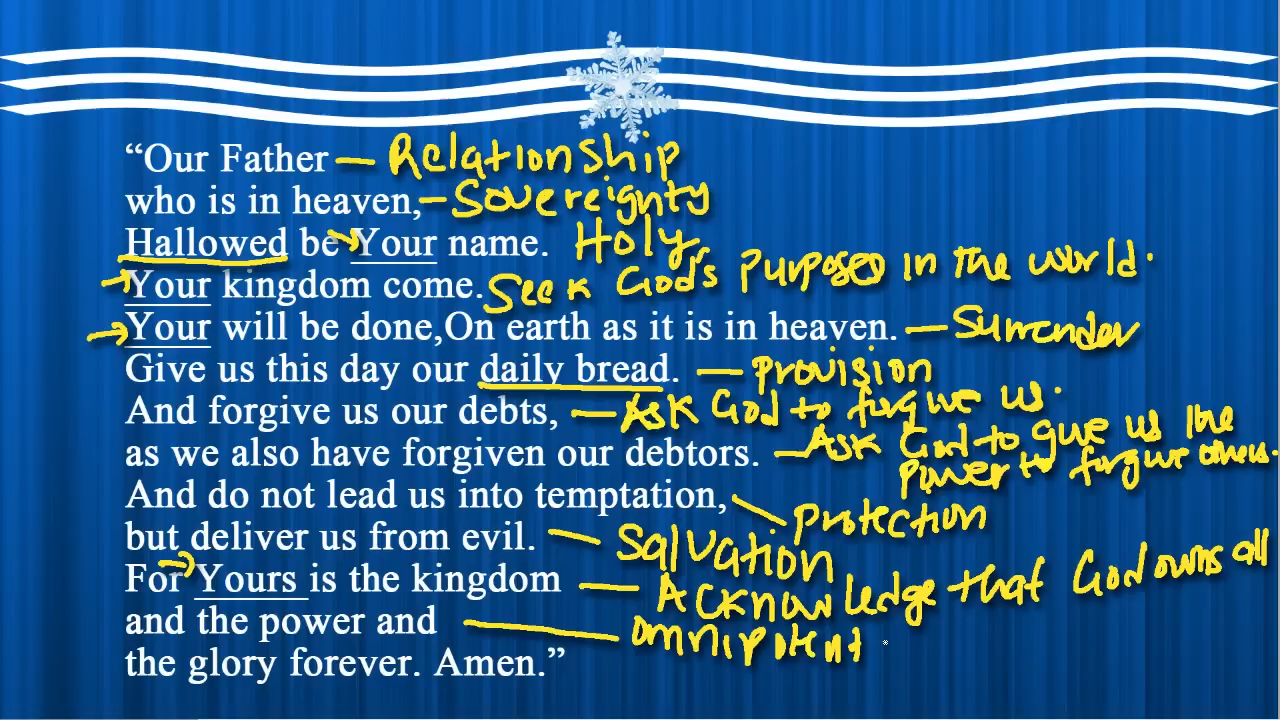 “Our Father — Relationship
who is in heaven, — Sovereignty
Hallowed be Your name. Holy,
Your kingdom come. Seek God's purposes in the world.
Your will be done,On earth as it is in heaven. — Surrender
Give us this day our daily bread. — Provision
And forgive us our debts, — Ask God to forgive us.
as we also have forgiven our debtors. — Ask God to give us the
power to forgive others.
And do not lead us into temptation, — protection
but deliver us from evil. — Salvation
For Yours is the kingdom — Acknowledge that God owns all
and the power and — omnipotent
the glory forever. Amen.”